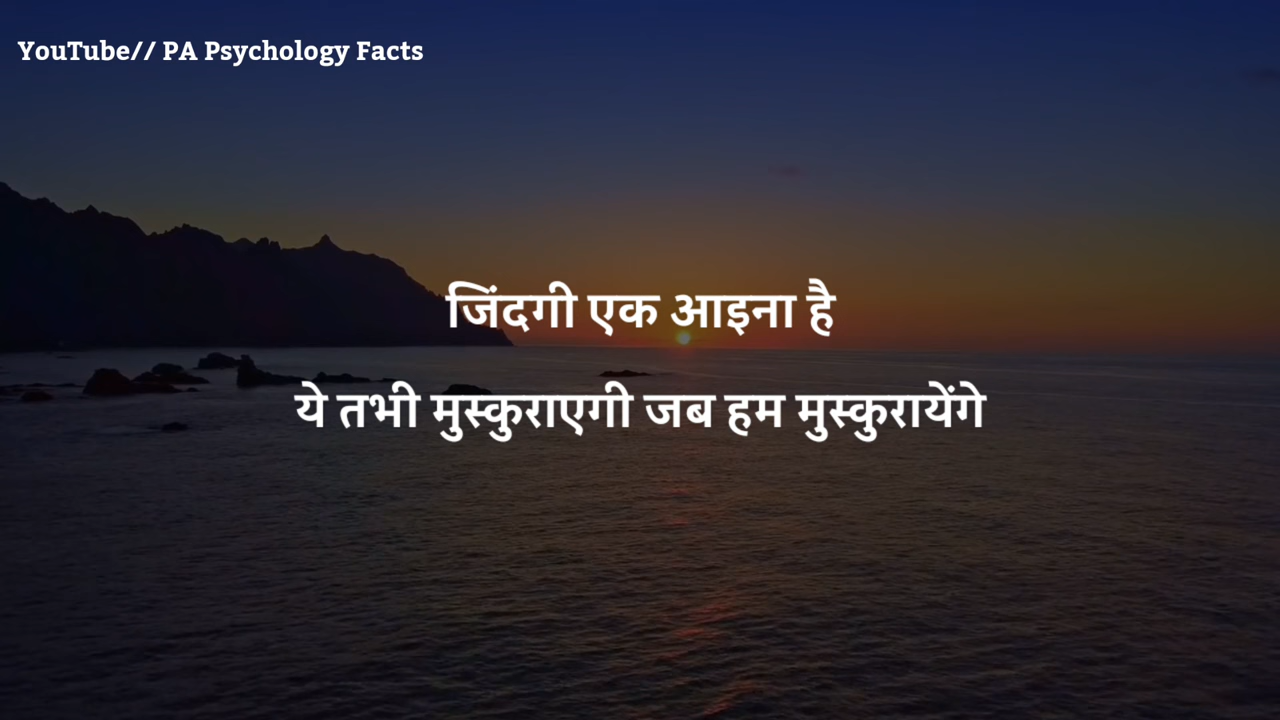 YouTube// PA Psychology Facts
जिंदगी एक आइना है
ये तभी मुस्कुराएगी जब हम मुस्कुरायेंगे